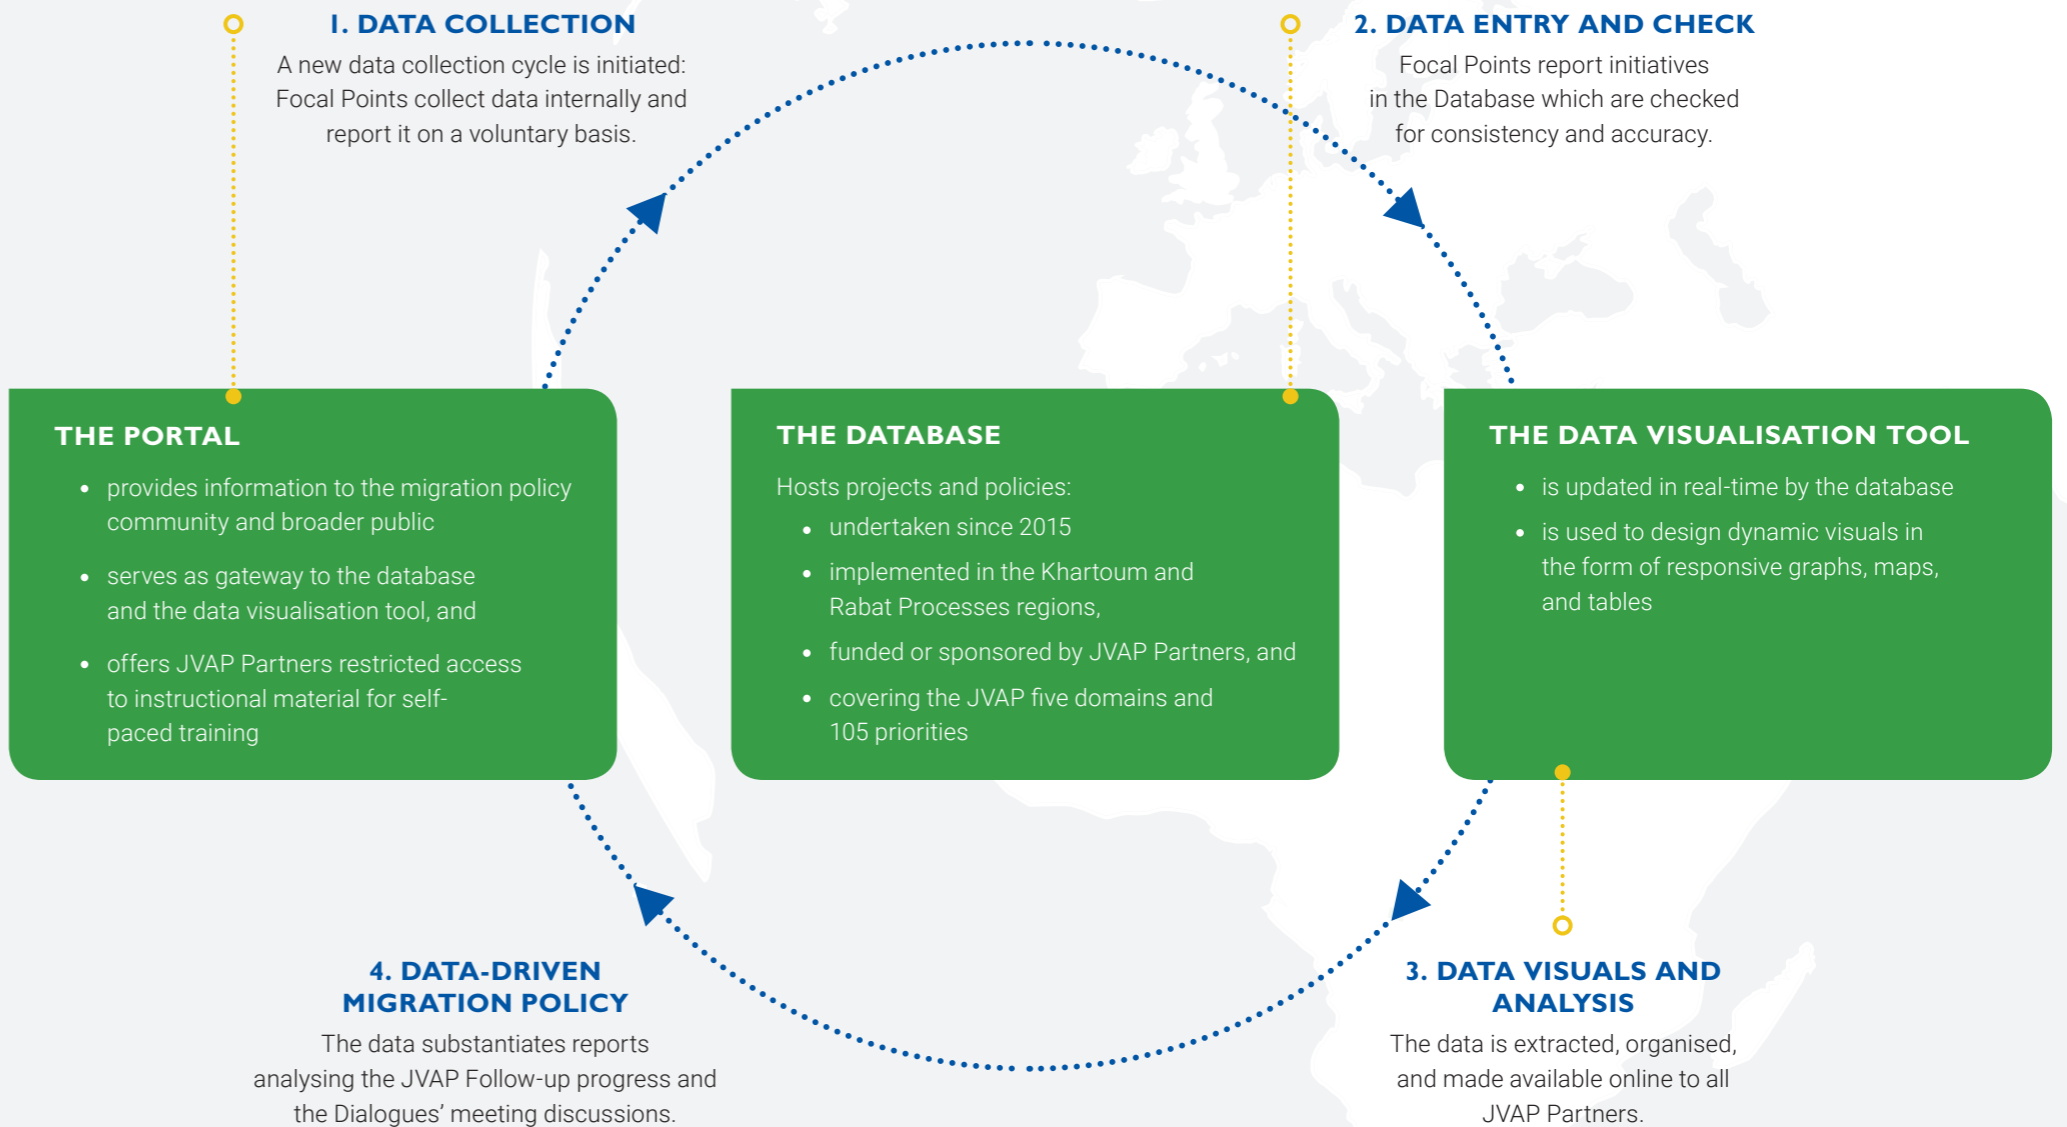 1. DATA COLLECTION
A new data collection cycle is initiated:
Focal Points collect data internally and
report it on a voluntary basis.
2. DATA ENTRY AND CHECK
Focal Points report initiatives
in the Database which are checked
for consistency and accuracy.
THE PORTAL
• provides information to the migration policy
community and broader public
• serves as gateway to the database
and the data visualisation tool, and
• offers JVAP Partners restricted access
to instructional material for self-
paced training
THE DATABASE
Hosts projects and policies:
• undertaken since 2015
• implemented in the Khartoum and
Rabat Processes regions,
• funded or sponsored by JVAP Partners, and
• covering the JVAP five domains and
105 priorities
THE DATA VISUALISATION TOOL
• is updated in real-time by the database
• is used to design dynamic visuals in
the form of responsive graphs, maps,
and tables
4. DATA-DRIVEN
MIGRATION POLICY
The data substantiates reports
analysing the JVAP Follow-up progress and
the Dialogues’ meeting discussions.
3. DATA VISUALS AND
ANALYSIS
The data is extracted, organised,
and made available online to all
JVAP Partners.